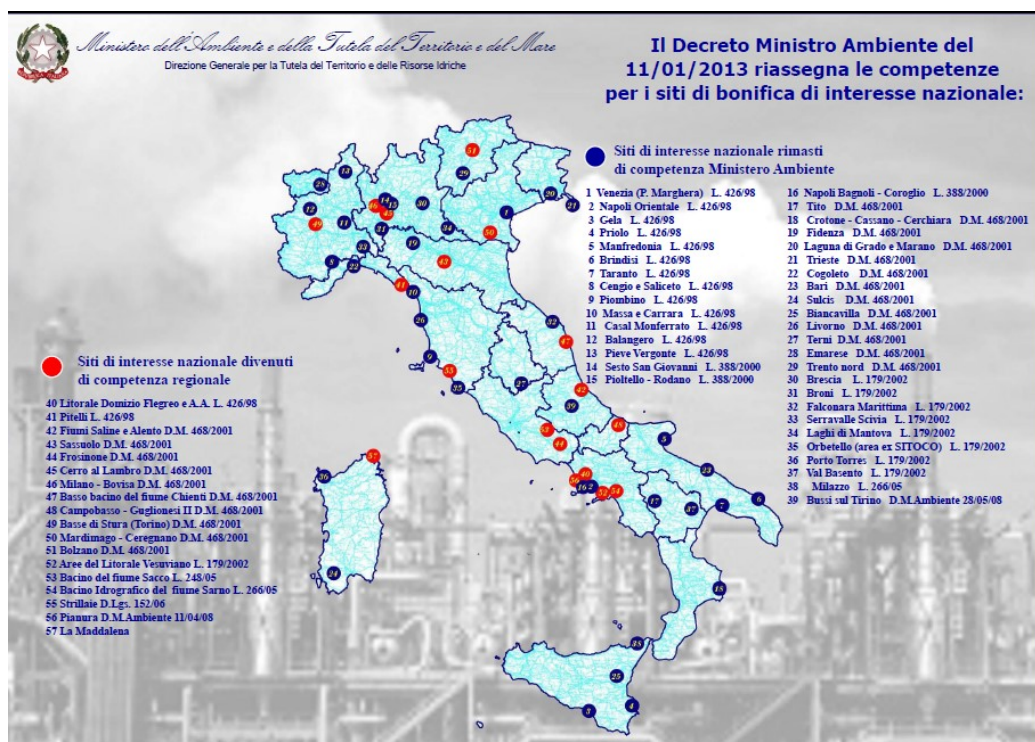 Ministero dell'Ambiente e della Tutela del Territorio e del Mare
Direzione Generale per la Tutela del Territorio e delle Risorse Idriche
Il Decreto Ministro Ambiente del
11/01/2013 riassegna le competenze
per i siti di bonifica di interesse nazionale:
Siti di interesse nazionale rimasti
di competenza Ministero Ambiente
1 Venezia (P. Marghera) L. 426/98
2 Napoli Orientale L. 426/98
3 Gela L. 426/98
4 Priolo L. 426/98
5 Manfredonia L. 426/98
6 Brindisi L. 426/98
7 Taranto L. 426/98
8 Cengio e Saliceto L. 426/98
9 Piombino L. 426/98
10 Massa e Carrara L. 426/98
11 Casal Monferrato L. 426/98
12 Balangero L. 426/98
13 Pieve Vergonte L. 426/98
14 Sesto San Giovanni L. 388/2000
15 Pioltello - Rodano L. 388/2000
16 Napoli Bagnoli - Coroglio L. 388/2000
17 Tito D.M. 468/2001
18 Crotone - Cassano - Cerchiara D.M. 468/2001
19 Fidenza D.M. 468/2001
20 Laguna di Grado e Marano D.M. 468/2001
21 Trieste D.M. 468/2001
22 Cogoleto D.M. 468/2001
23 Bari D.M. 468/2001
24 Sulcis D.M. 468/2001
25 Biancavilla D.M. 468/2001
26 Livorno D.M. 468/2001
27 Terni D.M. 468/2001
28 Emarese D.M. 468/2001
29 Trento nord D.M. 468/2001
30 Brescia L. 179/2002
31 Broni L. 179/2002
32 Falconara Marittima L. 179/2002
33 Serravalle Scivia L. 179/2002
34 Laghi di Mantova L. 179/2002
35 Orbetello (area ex SITOCO) L. 179/2002
36 Porto Torres L. 179/2002
37 Val Basento L. 179/2002
38 Milazzo L. 266/05
39 Bussi sul Tirino D.M.Ambiente 28/05/08
Siti di interesse nazionale divenuti
di competenza regionale
40 Litorale Domizio Flegreo e A.A. L. 426/98
41 Pitelli L. 426/98
42 Fiumi Saline e Alento D.M. 468/2001
43 Sassuolo D.M. 468/2001
44 Frosinone D.M. 468/2001
45 Cerro al Lambro D.M. 468/2001
46 Milano - Bovisa D.M. 468/2001
47 Basso bacino del fiume Chienti D.M. 468/2001
48 Campobasso - Guglionesi II D.M. 468/2001
49 Basse di Stura (Torino) D.M. 468/2001
50 Mardimago - Ceregnano D.M. 468/2001
51 Bolzano D.M. 468/2001
52 Aree del Litorale Vesuviano L. 179/2002
53 Bacino del fiume Sacco L. 248/05
54 Bacino Idrografico del fiume Sarno L. 266/05
55 Strillaie D.Lgs. 152/06
56 Pianura D.M.Ambiente 11/04/08
57 La Maddalena